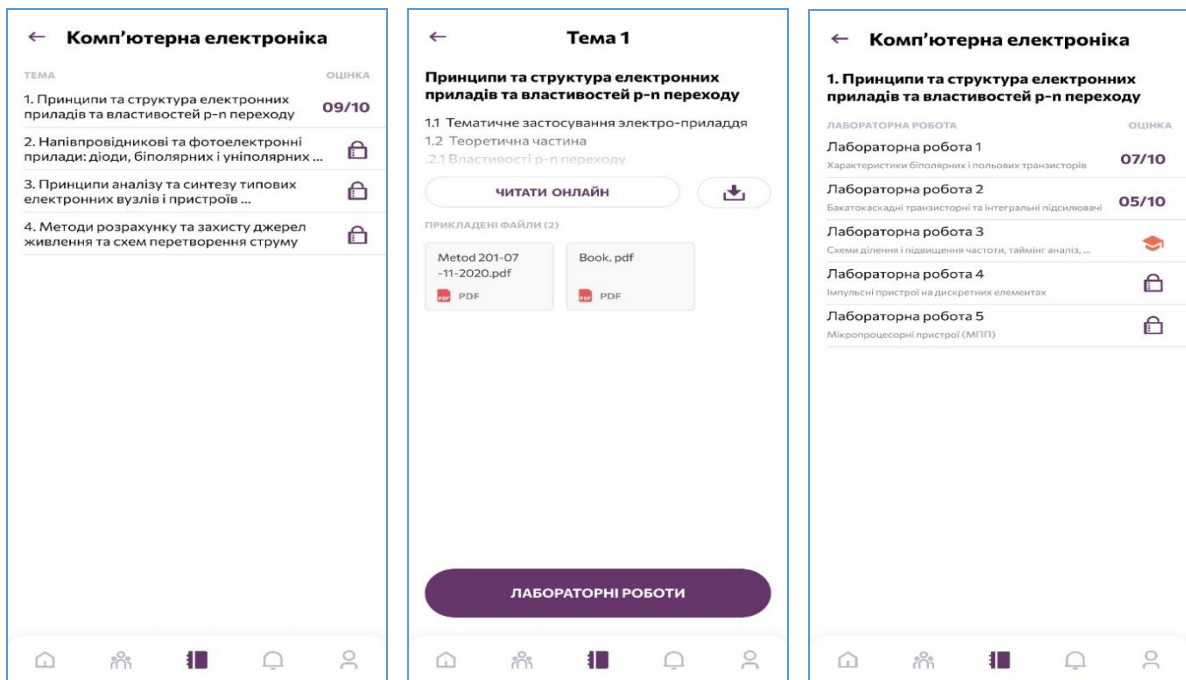 Комп’ютерна електроніка
ТЕМА ОЦІНКА
1. Принципи та структура електронних
приладів та властивостей р-п переходу 09/10
2. Напівпровідникові та фотоелектронні
прилади: діоди, біполярних і уніполярних ...
3. Принципи аналізу та синтезу типових
електронних вузлів і пристроїв ...
4. Методи розрахунку та захисту джерел
живлення та схем перетворення струму
Тема 1
Принципи та структура електронних
приладів та властивостей р-п переходу
1.1 Тематичне застосування электро-приладдя
1.2 Теоретична частина
.2.1 Властивості р-п переходу
ЧИТАТИ ОНЛАЙН
ПРИКЛАДЕНІ ФАЙЛИ (2)
Metod 201-07
-11-2020.pdf
PDF
Book. pdf
PDF
ЛАБОРАТОРНІ РОБОТИ
Комп’ютерна електроніка
1. Принципи та структура електронних
приладів та властивостей р-п переходу
ЛАБОРАТОРНА РОБОТА ОЦІНКА
Лабораторна робота 1
Характеристики біполярних і польових транзисторів 07/10
Лабораторна робота 2
Бакатокаскадні транзисторні та інтегральні підсилювачі 05/10
Лабораторна робота 3
Схеми ділення і підвищення частоти, таймінг аналіз, ...
Лабораторна робота 4
Імпульсні пристрої на дискретних елементах
Лабораторна робота 5
Мікропроцесорні пристрої (МПП)